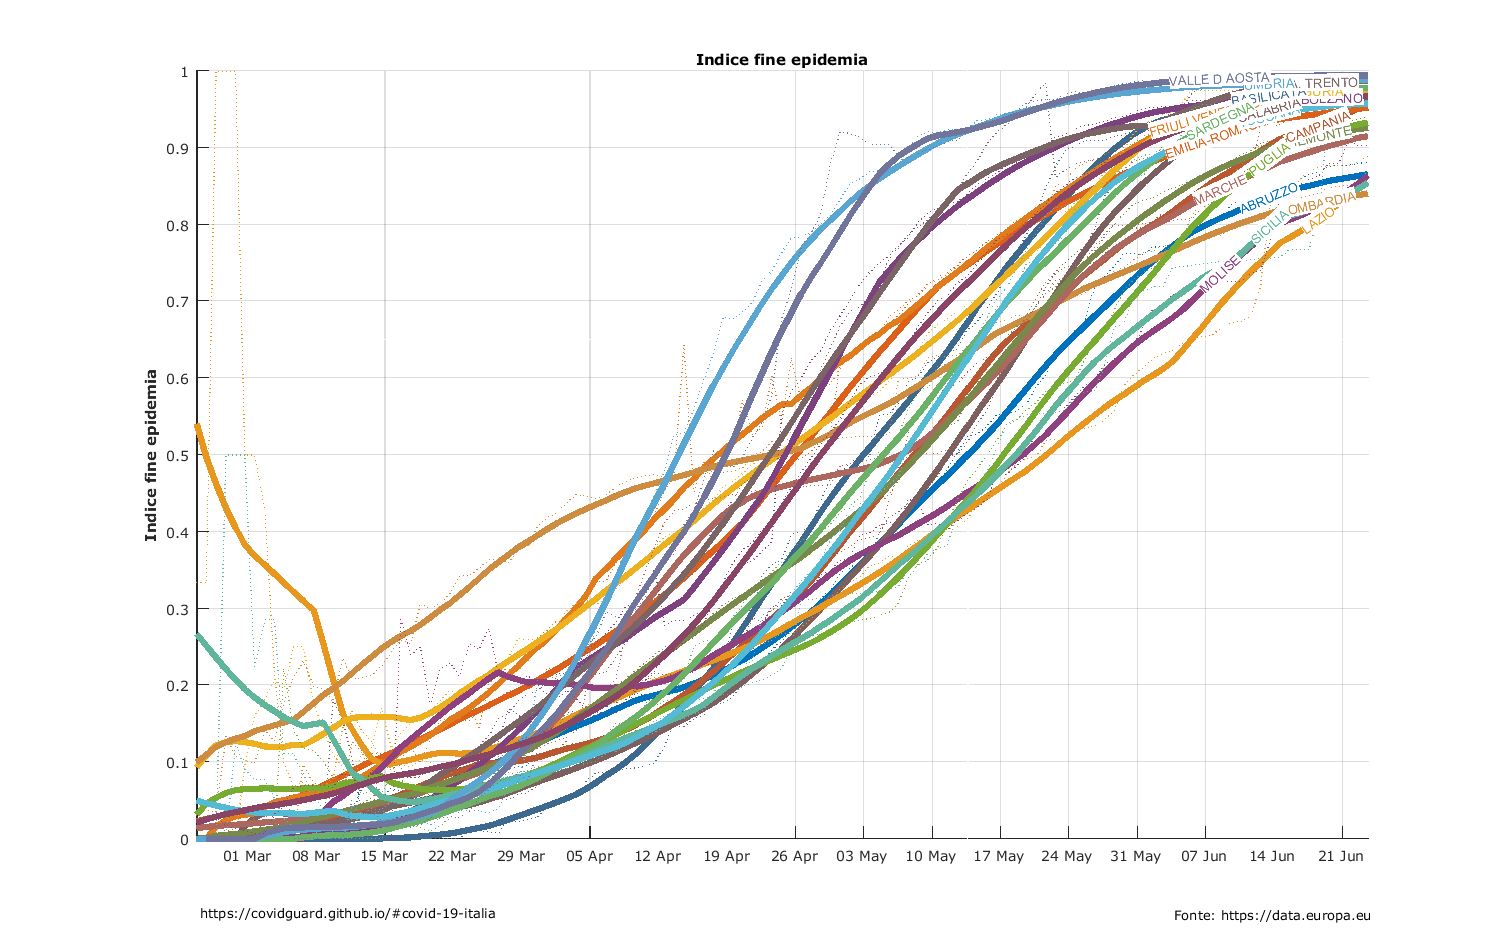 Indice fine epidemia
Indice fine epidemia
1
0.9
0.8
0.7
0.6
0.5
0.4
0.3
0.2
0.1
0
VALLE D AOSTA
TRENTO
BASILICATA
BOLZANO
CALABRIA
SARDEGNA
FRIULI
CAMPANIA
PUGLIA
MARCHE
ABRUZZO
SICILIA
LAZIO
MOLISE
01 Mar 08 Mar 15 Mar 22 Mar 29 Mar 05 Apr 12 Apr 19 Apr 26 Apr 03 May 10 May 17 May 24 May 31 May 07 Jun 14 Jun 21 Jun
https://covidguard.github.io/#covid-19-italia
Fonte: https://data.europa.eu